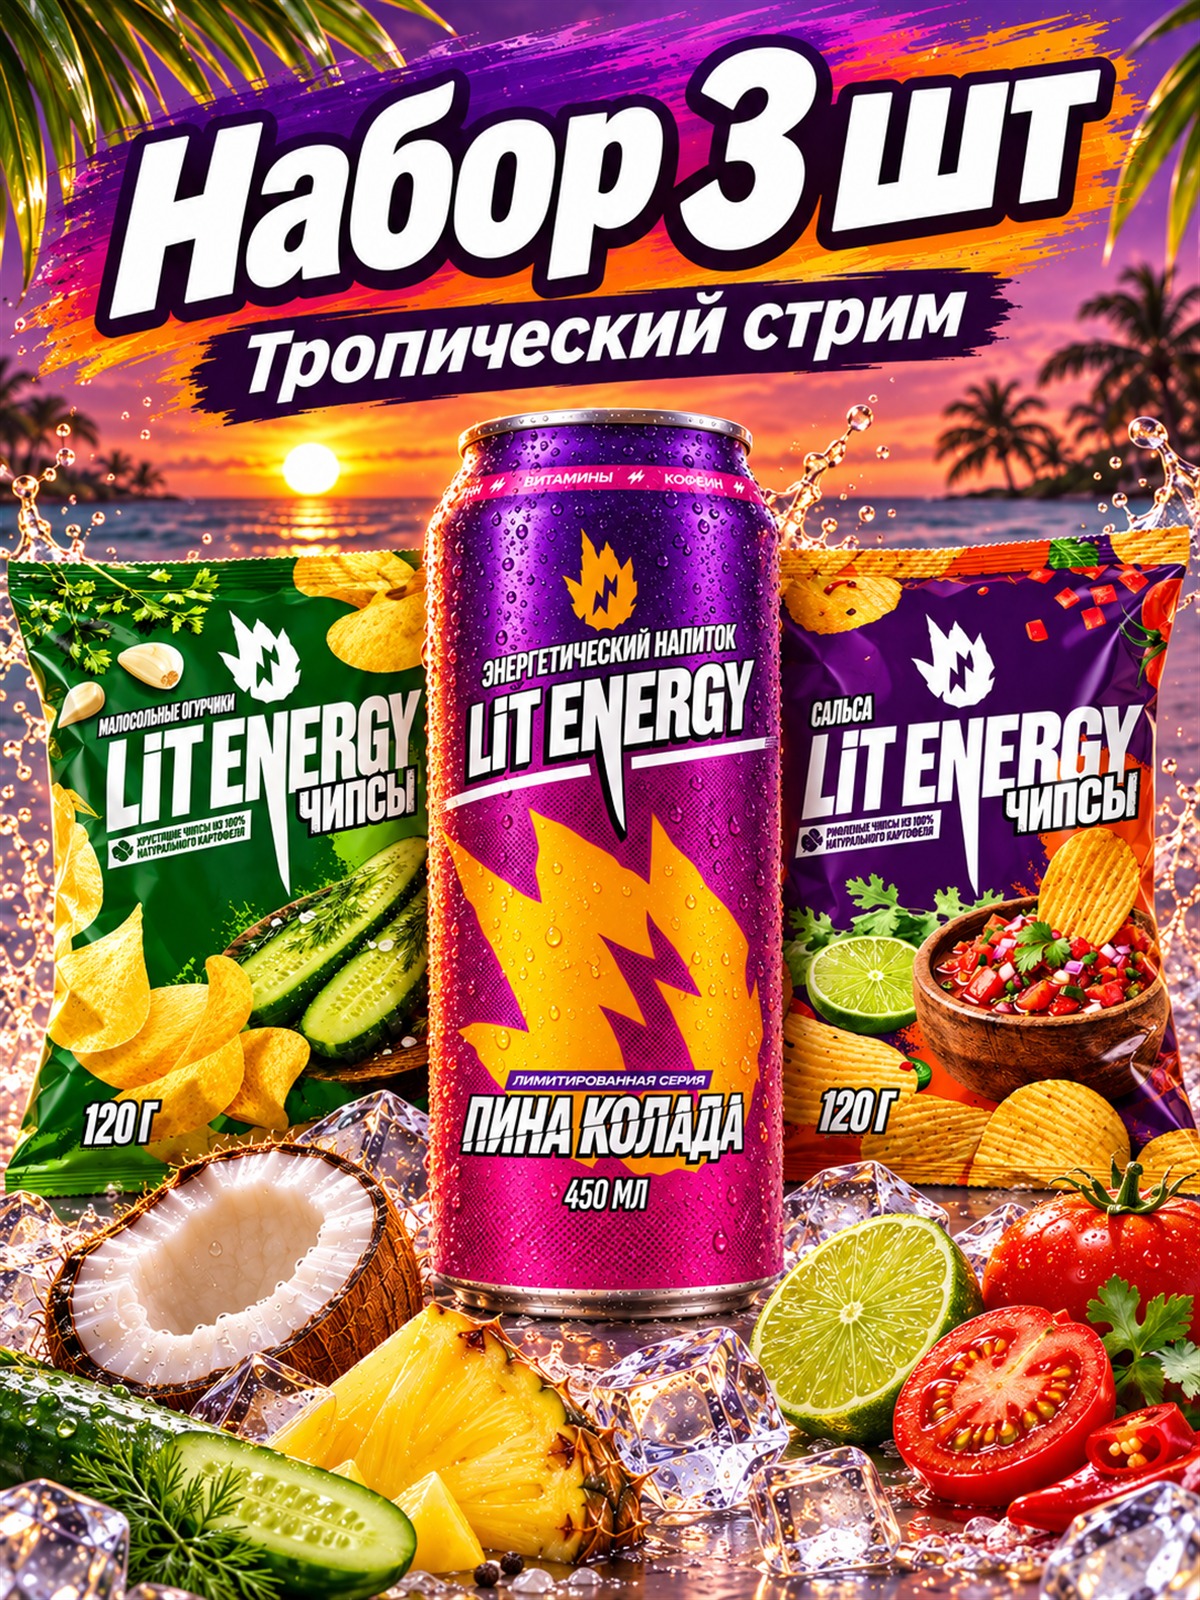 Набор 3 шт
Тропический стрим
ВИТАМИНЫ КОФЕИН
ЭНЕРГЕТИЧЕСКИЙ НАПИТОК
LiT ENERGY
ЛИМИТИРОВАННАЯ СЕРИЯ
ПИНА КОЛАДА
450 МЛ
МАЛОСОЛЬНЫЕ ОГУРЧИКИ
LiT ENERGY
ЧИПСЫ
ХРУСТЯЩИЕ ЧИПСЫ ИЗ 100%
НАТУРАЛЬНОГО КАРТОФЕЛЯ
120 Г
САЛЬСА
LiT ENERGY
ЧИПСЫ
РИФЛЕНЫЕ ЧИПСЫ ИЗ 100%
НАТУРАЛЬНОГО КАРТОФЕЛЯ
120 Г